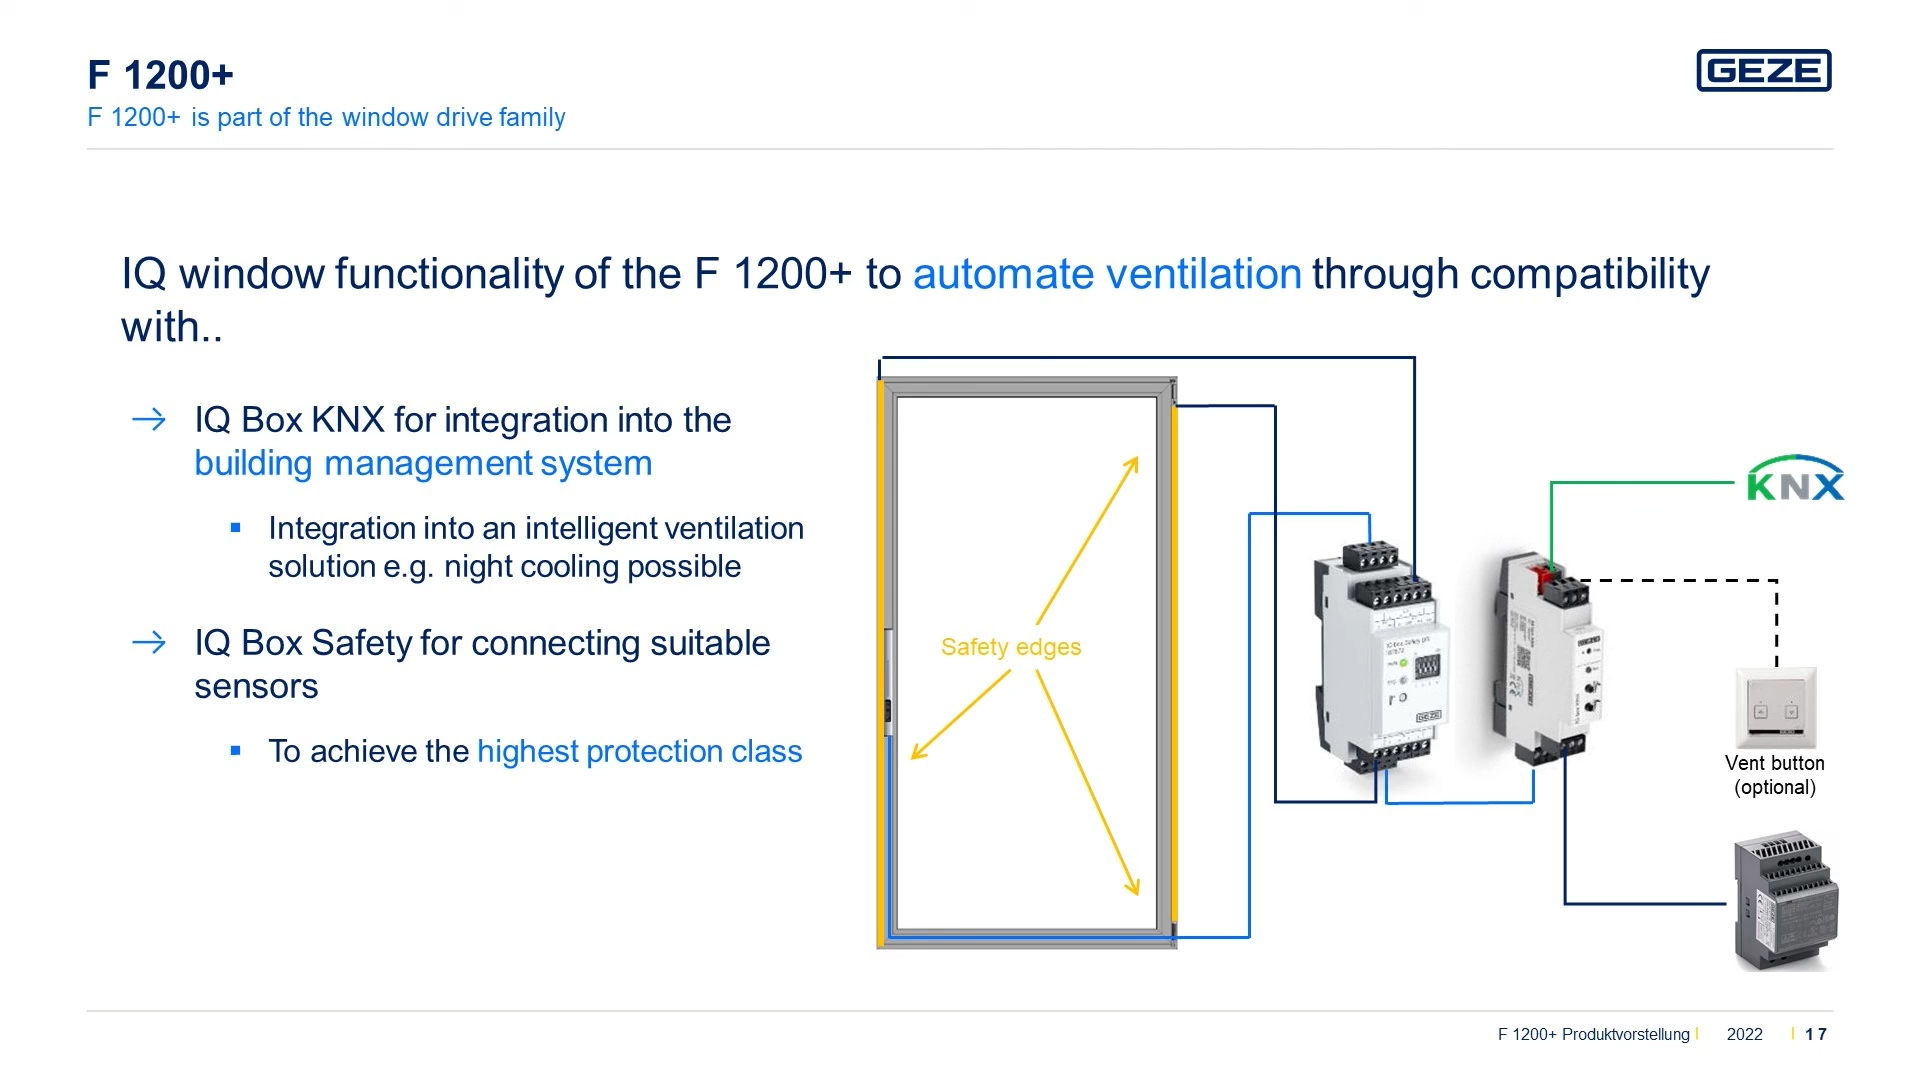 F 1200+
GEZE
F 1200+ is part of the window drive family
IQ window functionality of the F 1200+ to automate ventilation through compatibility
with..
→ IQ Box KNX for integration into the
building management system
▪ Integration into an intelligent ventilation
solution e.g. night cooling possible
→ IQ Box Safety for connecting suitable
sensors
▪ To achieve the highest protection class
Safety edges
KNX
GEZE
GEZE
Vent button
(optional)
F 1200+ Produktvorstellung | 2022 | 17